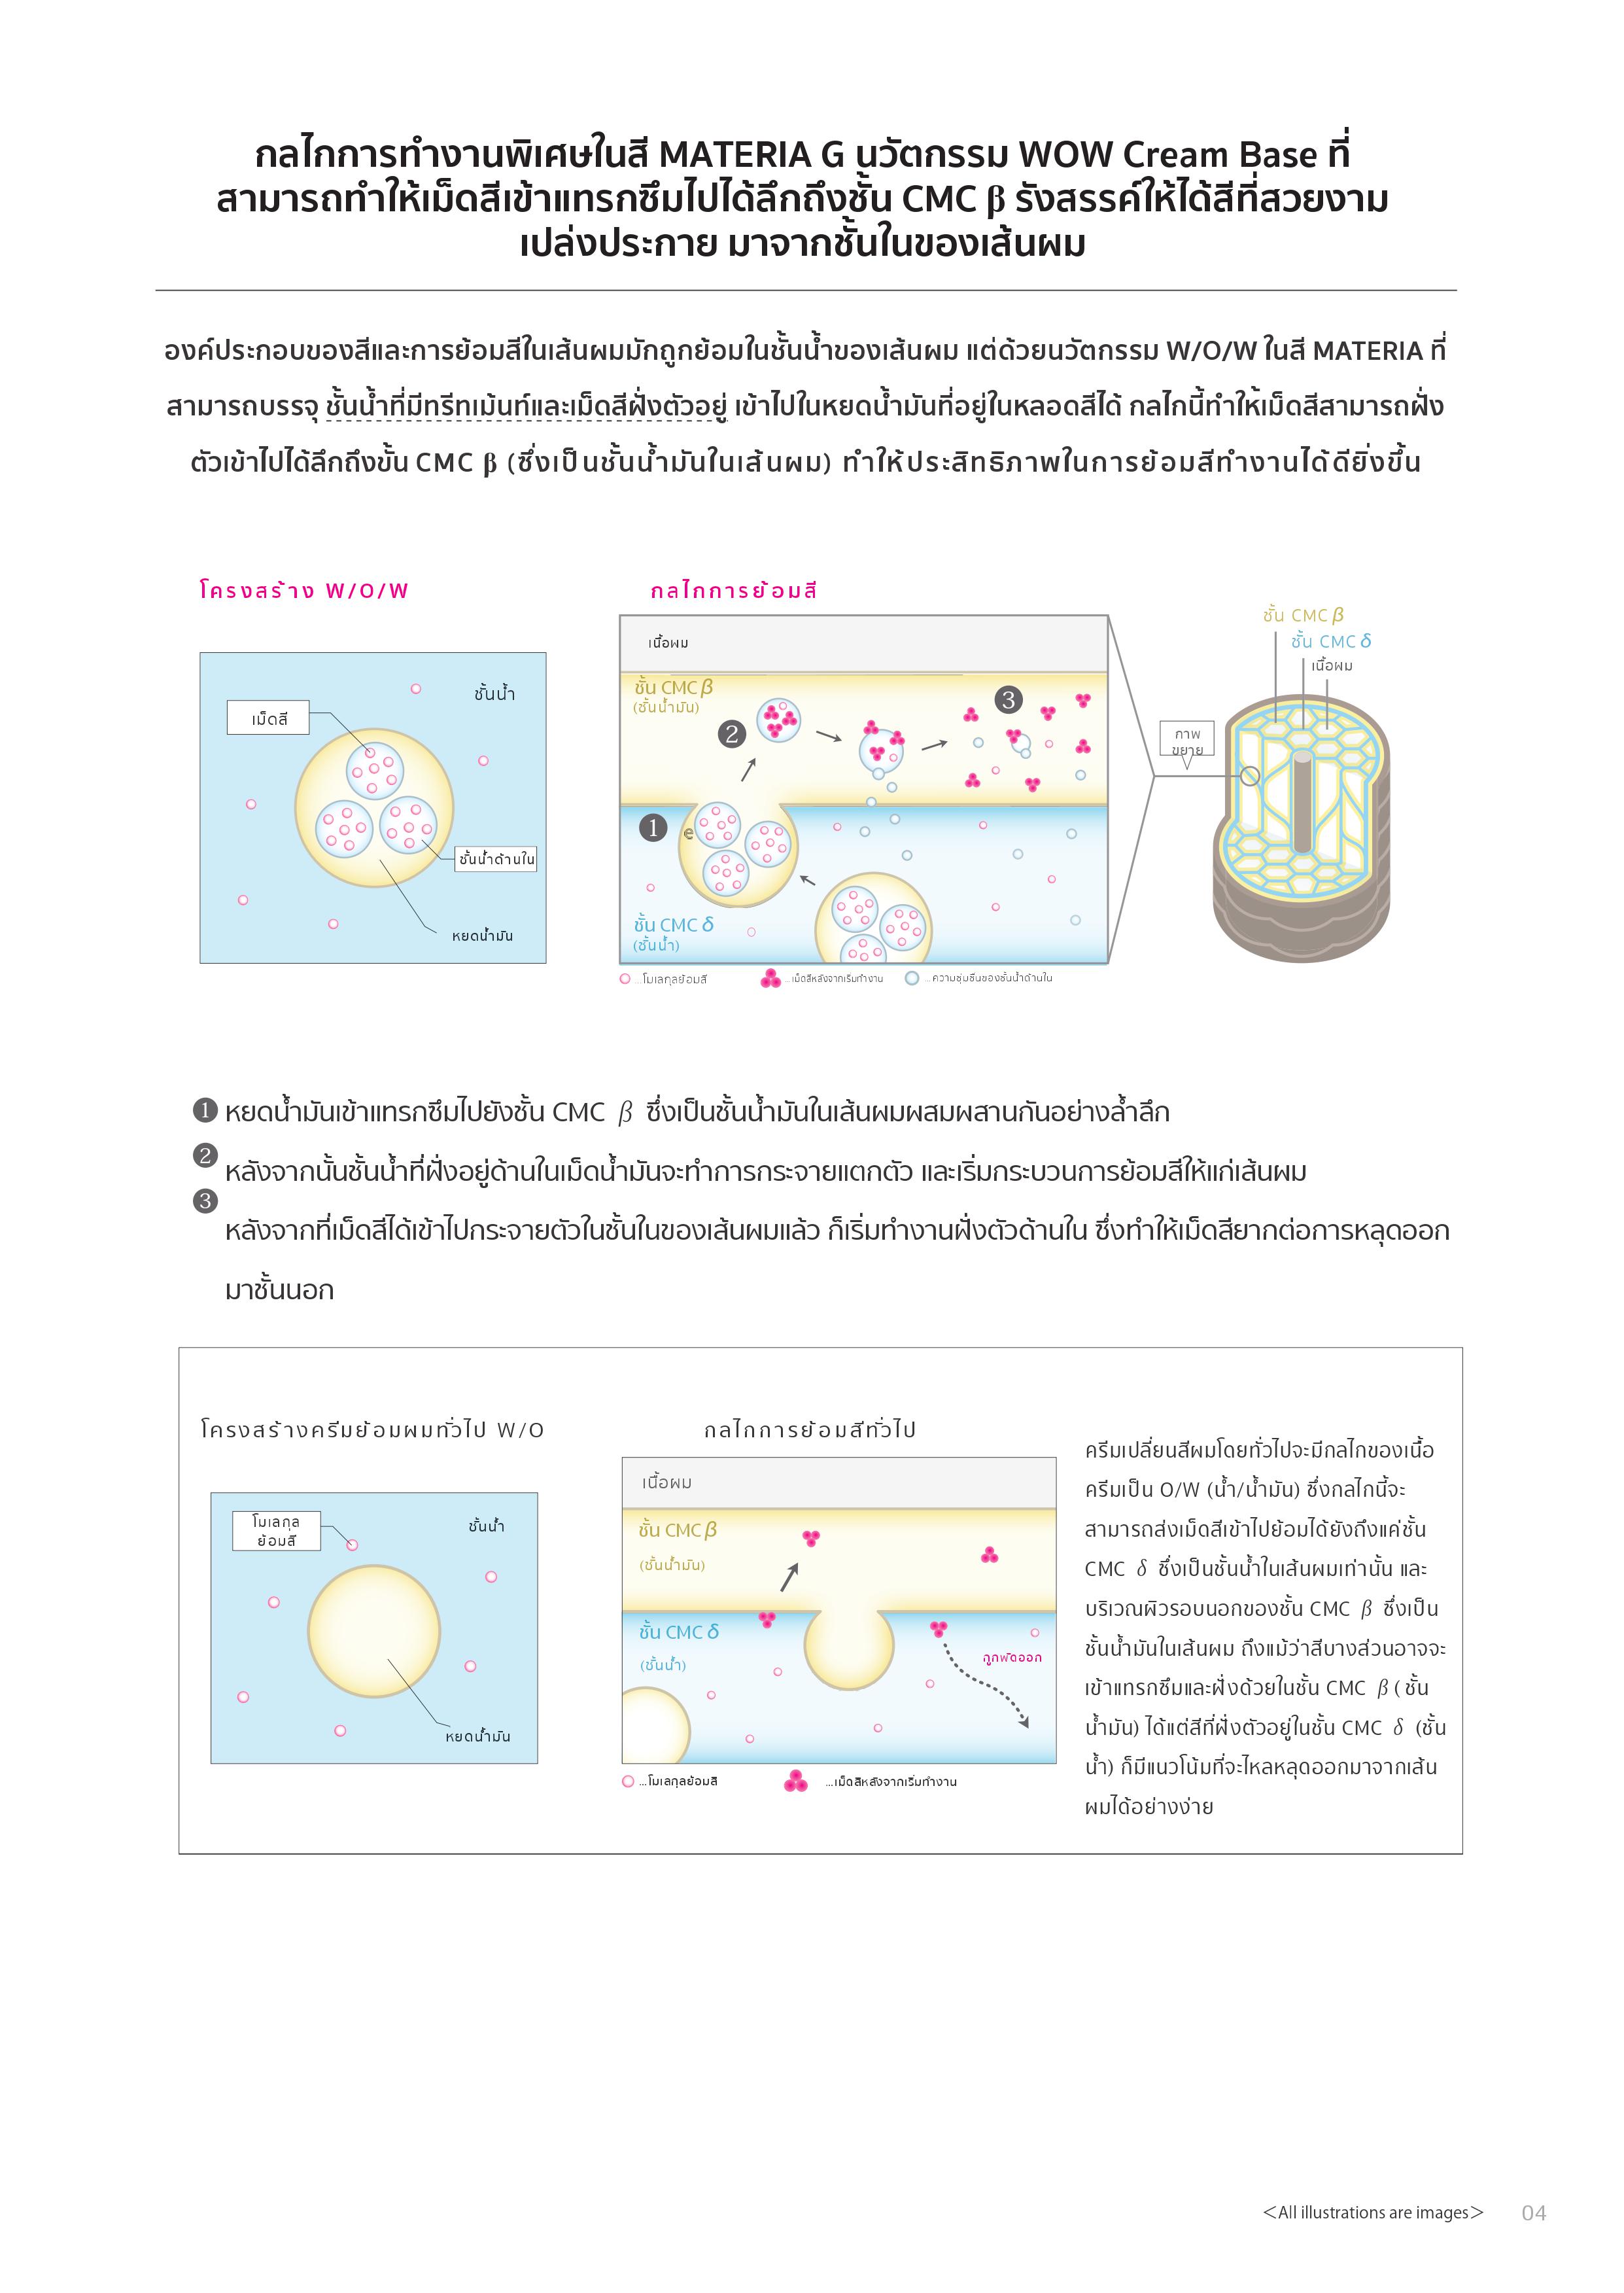 กลไกการทำงานพิเศษในสี MATERIA G นวัตกรรม WOW Cream Base ที่
สามารถทำให้เม็ดสีเข้าแทรกซึมไปได้ลึกถึงชั้น CMC β รังสรรค์ให้ได้สีที่สวยงาม
เปล่งประกาย มาจากชั้นในของเส้นผม
องค์ประกอบของสีและการย้อมสีในเส้นผมมักถูกย้อมในชั้นน้ำของเส้นผม แต่ด้วยนวัตกรรม W/O/W ในสี MATERIA ที่
สามารถบรรจุ ชั้นน้ำที่มีทรีทเม้นท์และเม็ดสีฝั่งตัวอยู่ เข้าไปในหยดน้ำมันที่อยู่ในหลอดสีได้ กลไกนี้ทำให้เม็ดสีสามารถฝั่ง
ตัวเข้าไปได้ลึกถึงขั้น CMC β (ซึ่งเป็นชั้นน้ำมันในเส้นผม) ทำให้ประสิทธิภาพในการย้อมสีทำงานได้ดียิ่งขึ้น
โครงสร้าง W/O/W
เม็ดสี
ชั้นน้ำ
ชั้นน้ำด้านใน
หยดน้ำมัน
กลไกการย้อมสี
เนื้อผม
ชั้น CMC β
(ชั้นน้ำมัน)
❷
❸
❶
e
ชั้น CMC δ
(ชั้นน้ำ)
...โมเลกุลย้อมสี
...เม็ดสีหลังจากเริ่มทำงาน
...ความชุ่มชื่นของชั้นน้ำด้านใน
ชั้น CMC β
ชั้น CMC δ
เนื้อผม
ภาพ
ขยาย
❶ หยดน้ำมันเข้าแทรกซึมไปยังชั้น CMC β ซึ่งเป็นชั้นน้ำมันในเส้นผมผสมผสานกันอย่างล้ำลึก
❷ หลังจากนั้นชั้นน้ำที่ฝั่งอยู่ด้านในเม็ดน้ำมันจะทำการกระจายแตกตัว และเริ่มกระบวนการย้อมสีให้แก่เส้นผม
❸ หลังจากที่เม็ดสีได้เข้าไปกระจายตัวในชั้นในของเส้นผมแล้ว ก็เริ่มทำงานฝั่งตัวด้านใน ซึ่งทำให้เม็ดสียากต่อการหลุดออก
มาชั้นนอก
โครงสร้างครีมย้อมผมทั่วไป W/O
โมเลกุล
ย้อมสี
ชั้นน้ำ
หยดน้ำมัน
กลไกการย้อมสีทั่วไป
เนื้อผม
ชั้น CMC β
(ชั้นน้ำมัน)
ชั้น CMC δ
(ชั้นน้ำ)
ถูกพัดออก
...โมเลกุลย้อมสี
...เม็ดสีหลังจากเริ่มทำงาน
ครีมเปลี่ยนสีผมโดยทั่วไปจะมีกลไกของเนื้อ
ครีมเป็น O/W (น้ำ/น้ำมัน) ซึ่งกลไกนี้จะ
สามารถส่งเม็ดสีเข้าไปย้อมได้ยังถึงแค่ชั้น
CMC δ ซึ่งเป็นชั้นน้ำในเส้นผมเท่านั้น และ
บริเวณผิวรอบนอกของชั้น CMC β ซึ่งเป็น
ชั้นน้ำมันในเส้นผม ถึงแม้ว่าสีบางส่วนอาจจะ
เข้าแทรกซึมและฝั่งด้วยในชั้น CMC β ( ชั้น
น้ำมัน) ได้แต่สีที่ฝั่งตัวอยู่ในชั้น CMC δ (ชั้น
น้ำ) ก็มีแนวโน้มที่จะไหลหลุดออกมาจากเส้น
ผมได้อย่างง่าย
<All illustrations are images>
04